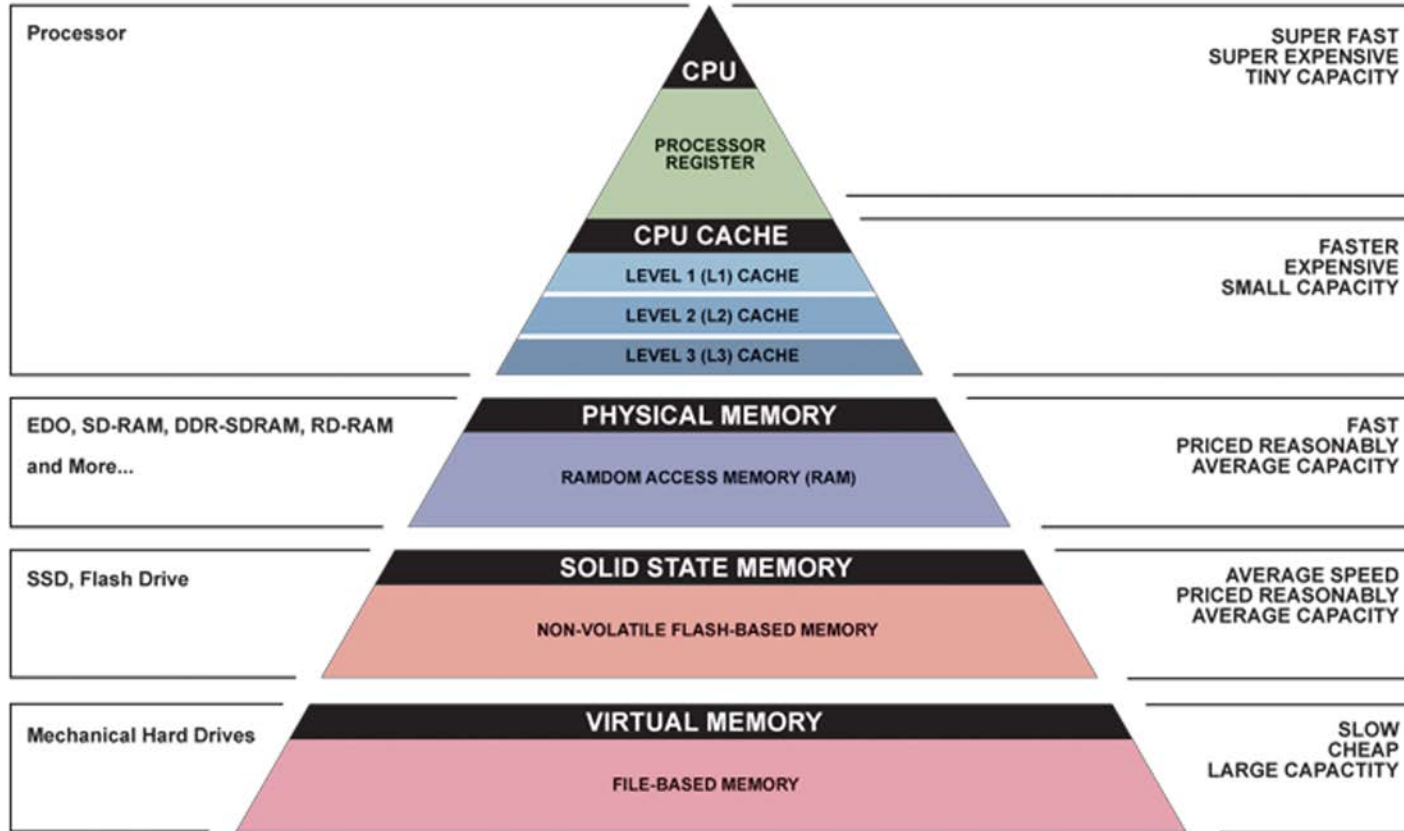 Processor
CPU
SUPER FAST
SUPER EXPENSIVE
TINY CAPACITY
PROCESSOR
REGISTER
CPU CACHE
LEVEL 1 (L1) CACHE
LEVEL 2 (L2) CACHE
LEVEL 3 (L3) CACHE
FASTER
EXPENSIVE
SMALL CAPACITY
EDO, SD-RAM, DDR-SDRAM, RD-RAM
and More...
PHYSICAL MEMORY
RAMDOM ACCESS MEMORY (RAM)
FAST
PRICED REASONABLY
AVERAGE CAPACITY
SSD, Flash Drive
SOLID STATE MEMORY
NON-VOLATILE FLASH-BASED MEMORY
AVERAGE SPEED
PRICED REASONABLY
AVERAGE CAPACITY
Mechanical Hard Drives
VIRTUAL MEMORY
FILE-BASED MEMORY
SLOW
CHEAP
LARGE CAPACTITY